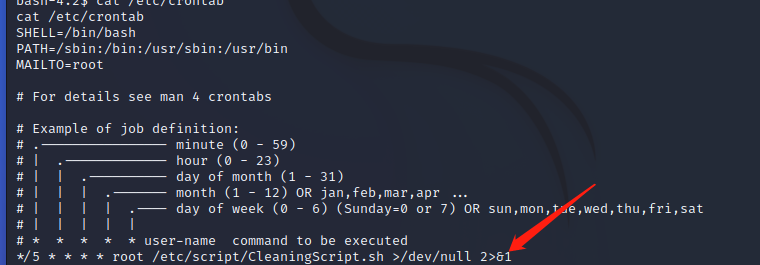 bash-4.2$ cat /etc/crontab
cat /etc/crontab
SHELL=/bin/bash
PATH=/sbin:/bin:/usr/sbin:/usr/bin
MAILTO=root

# For details see man 4 crontabs

# Example of job definition:
# .---------------- minute (0 - 59)
# |  .------------- hour (0 - 23)
# |  |  .---------- day of month (1 - 31)
# |  |  |  .------- month (1 - 12) OR jan,feb,mar,apr ...
# |  |  |  |  .---- day of week (0 - 6) (Sunday=0 or 7) OR sun,mon,tue,wed,thu,fri,sat
# |  |  |  |  |
# *  *  *  *  * user-name  command to be executed
*/5 * * * * root /etc/script/CleaningScript.sh >/dev/null 2>&1